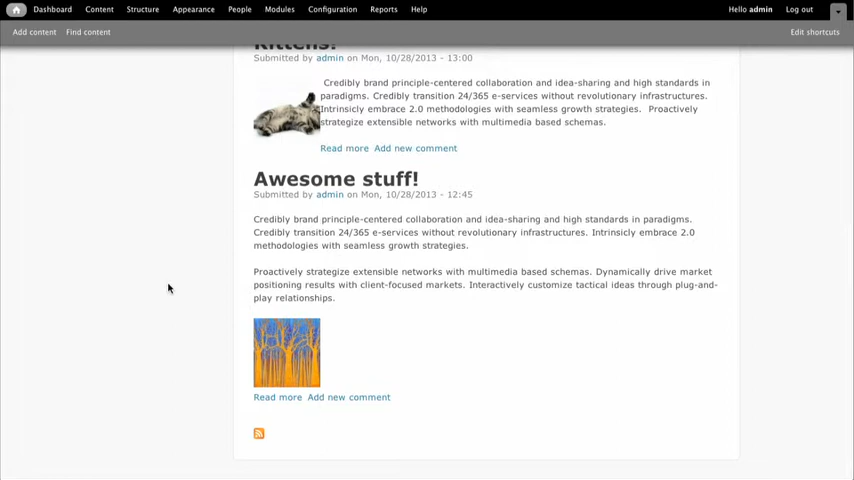 Dashboard Content Structure Appearance People Modules Configuration Reports Help Hello admin Log out
Add content Find content Edit shortcuts
Kittens!
Submitted by admin on Mon, 10/28/2013 - 13:00
Credibly brand principle-centered collaboration and idea-sharing and high standards in
paradigms. Credibly transition 24/365 e-services without revolutionary infrastructures.
Intrinsicly embrace 2.0 methodologies with seamless growth strategies. Proactively
strategize extensible networks with multimedia based schemas.
Read more Add new comment
Awesome stuff!
Submitted by admin on Mon, 10/28/2013 - 12:45
Credibly brand principle-centered collaboration and idea-sharing and high standards in paradigms.
Credibly transition 24/365 e-services without revolutionary infrastructures. Intrinsicly embrace 2.0
methodologies with seamless growth strategies.
Proactively strategize extensible networks with multimedia based schemas. Dynamically drive market
positioning results with client-focused markets. Interactively customize tactical ideas through plug-and-
play relationships.
Read more Add new comment